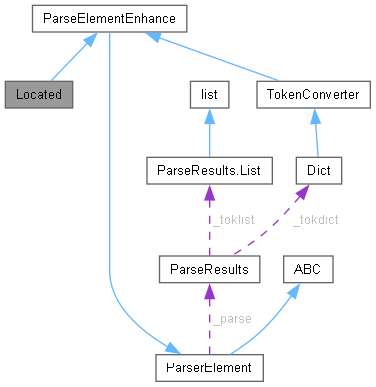 ParseElementEnhance
Located
list
TokenConverter
ParseResults.List
Dict
_toklist
_tokdict
ParseResults
ABC
_parse
ParserElement